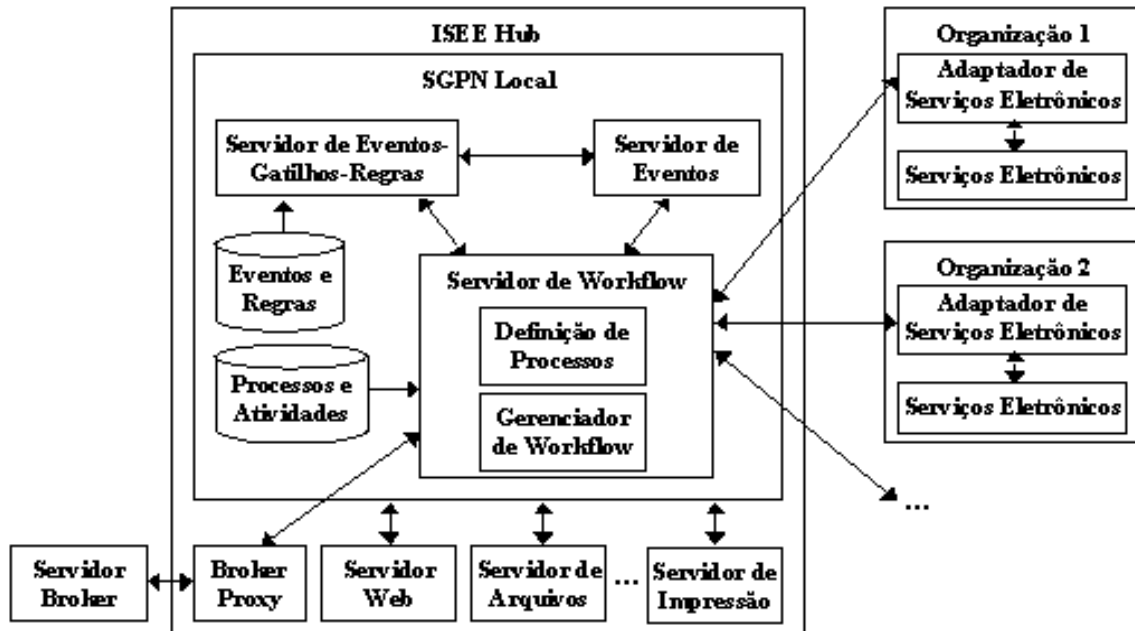 ISEE Hub
SGPN Local
Servidor de Eventos-
Gatilhos-Regras
Servidor de
Eventos
Eventos e
Regras
Processos e
Atividades
Servidor de Workflow
Definição de
Processos
Gerenciador
de Workflow
Servidor
Broker
Broker
Proxy
Servidor
Web
Servidor de
Arquivos
...
Servidor de
Impressão
Organização 1
Adaptador de
Serviços Eletrônicos
Serviços Eletrônicos
Organização 2
Adaptador de
Serviços Eletrônicos
Serviços Eletrônicos
...